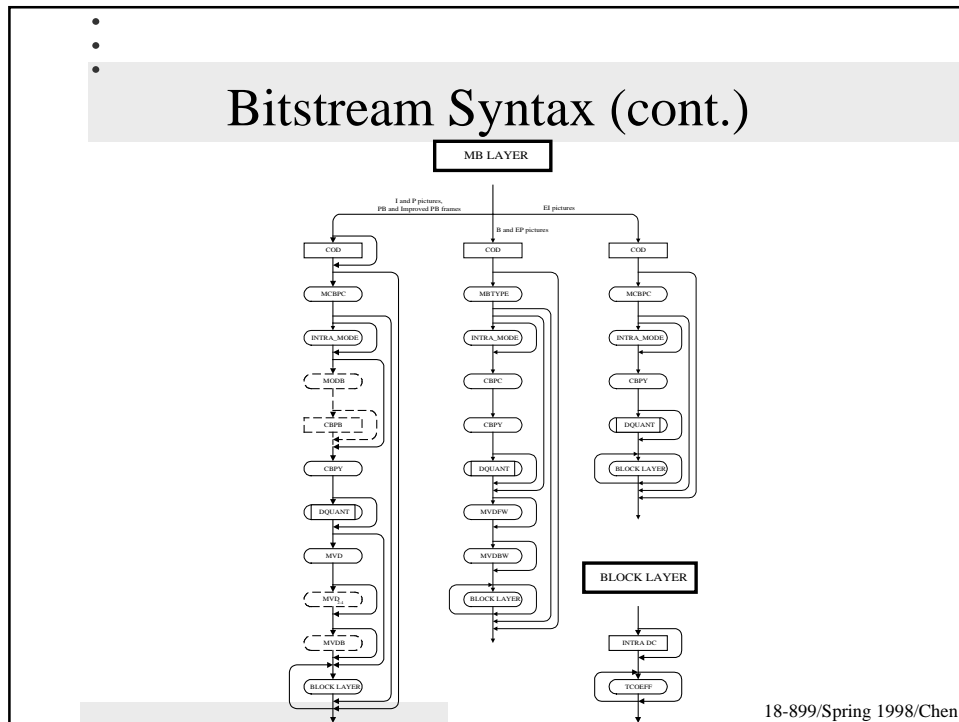 Bitstream Syntax (cont.)
MB LAYER
I and P pictures,
PB and Improved PB frames
EI pictures
B and EP pictures
COD
MCBPC
INTRA_MODE
MODB
CBPB
CBPY
DQUANT
MVD
MVD2-4
MVDB
BLOCK LAYER
COD
MBTYPE
INTRA_MODE
CBPC
CBPY
DQUANT
MVDFW
MVDBW
BLOCK LAYER
COD
MCBPC
INTRA_MODE
CBPY
DQUANT
BLOCK LAYER
BLOCK LAYER
INTRA DC
TCOEFF
18-899/Spring 1998/Chen